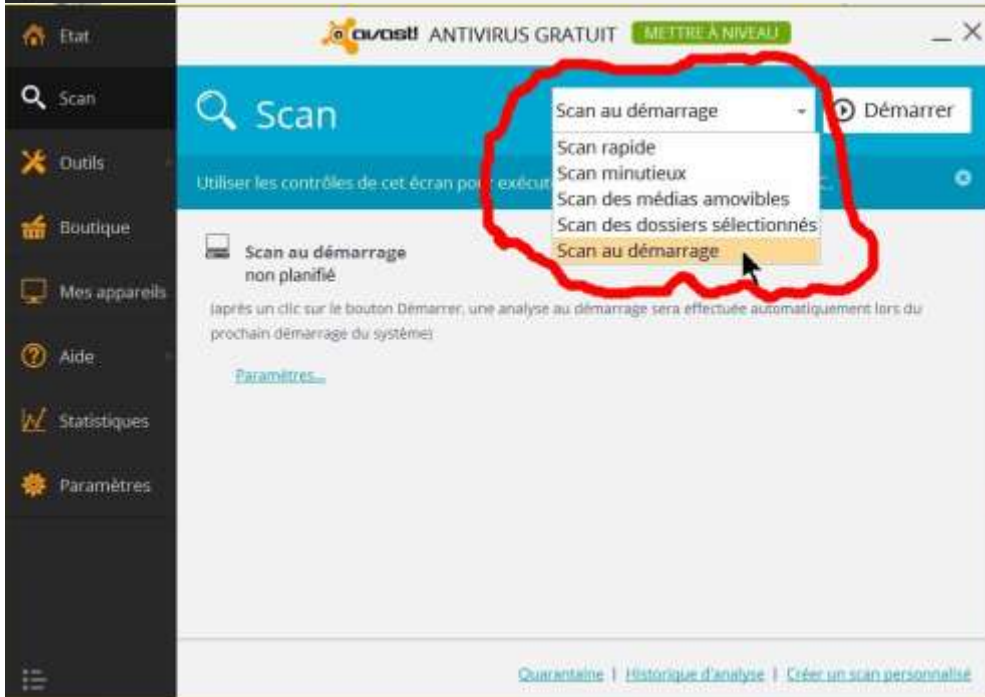 Etat
avast! ANTIVIRUS GRATUIT METTRE À NIVEAU
Scan
Scan
Scan au démarrage
Démarrer
Scan rapide
Scan minutieux
Scan des médias amovibles
Scan des dossiers sélectionnés
Scan au démarrage
Outils
Utiliser les contrôles de cet écran pour
Boutique
Scan au démarrage
non planifié
Mes appareils
(après un clic sur le bouton Démarrer, une analyse au démarrage sera effectuée automatiquement lors du
prochain démarrage du système)
Aide
Paramètres...
Statistiques
Paramètres
Quarantaine | Historique d'analyse | Créer un scan personnalisé